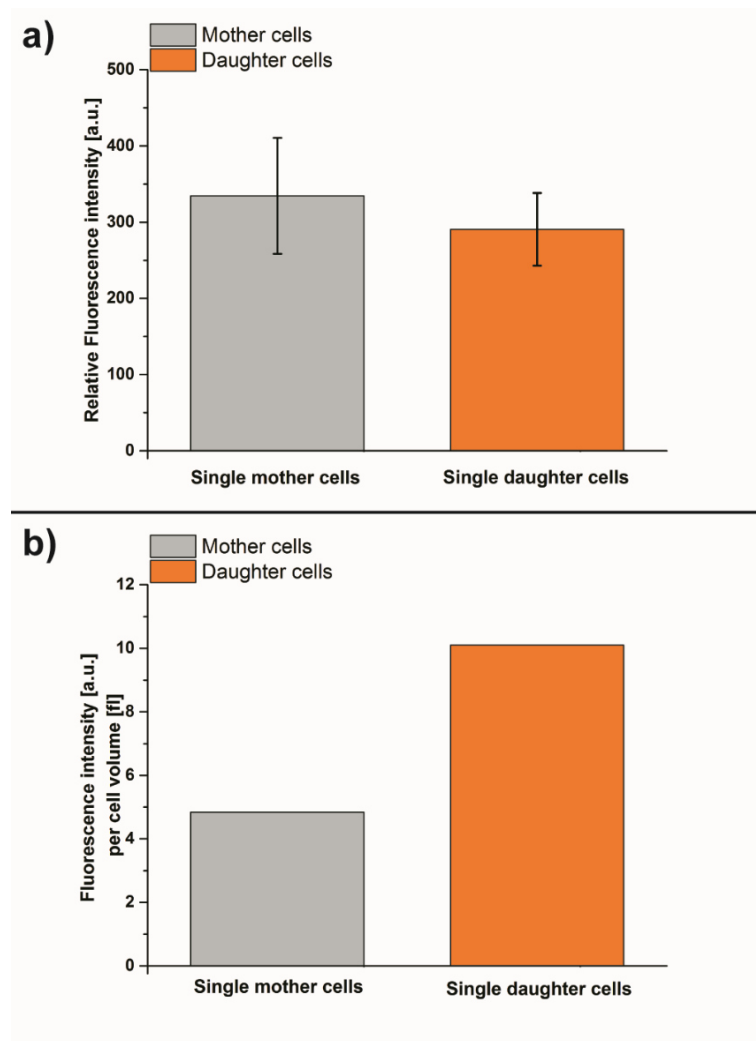 a)
Mother cells
Daughter cells
Relative Fluorescence intensity [a.u.]
500
400
300
200
100
0
Single mother cells
Single daughter cells
b)
Mother cells
Daughter cells
Fluorescence intensity [a.u.]
per cell volume [fl]
12
10
8
6
4
2
0
Single mother cells
Single daughter cells